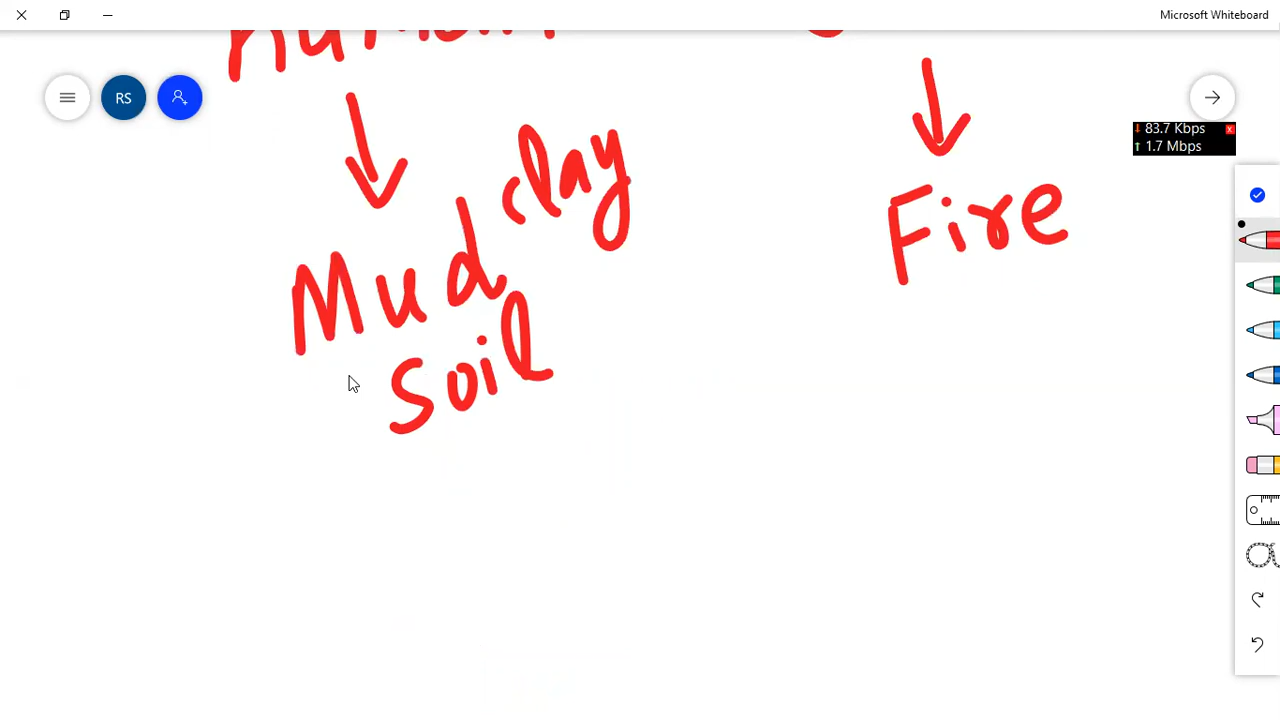 Microsoft Whiteboard
RS
83.7 Kbps
1.7 Mbps
clay
Mud
Soil
Fire